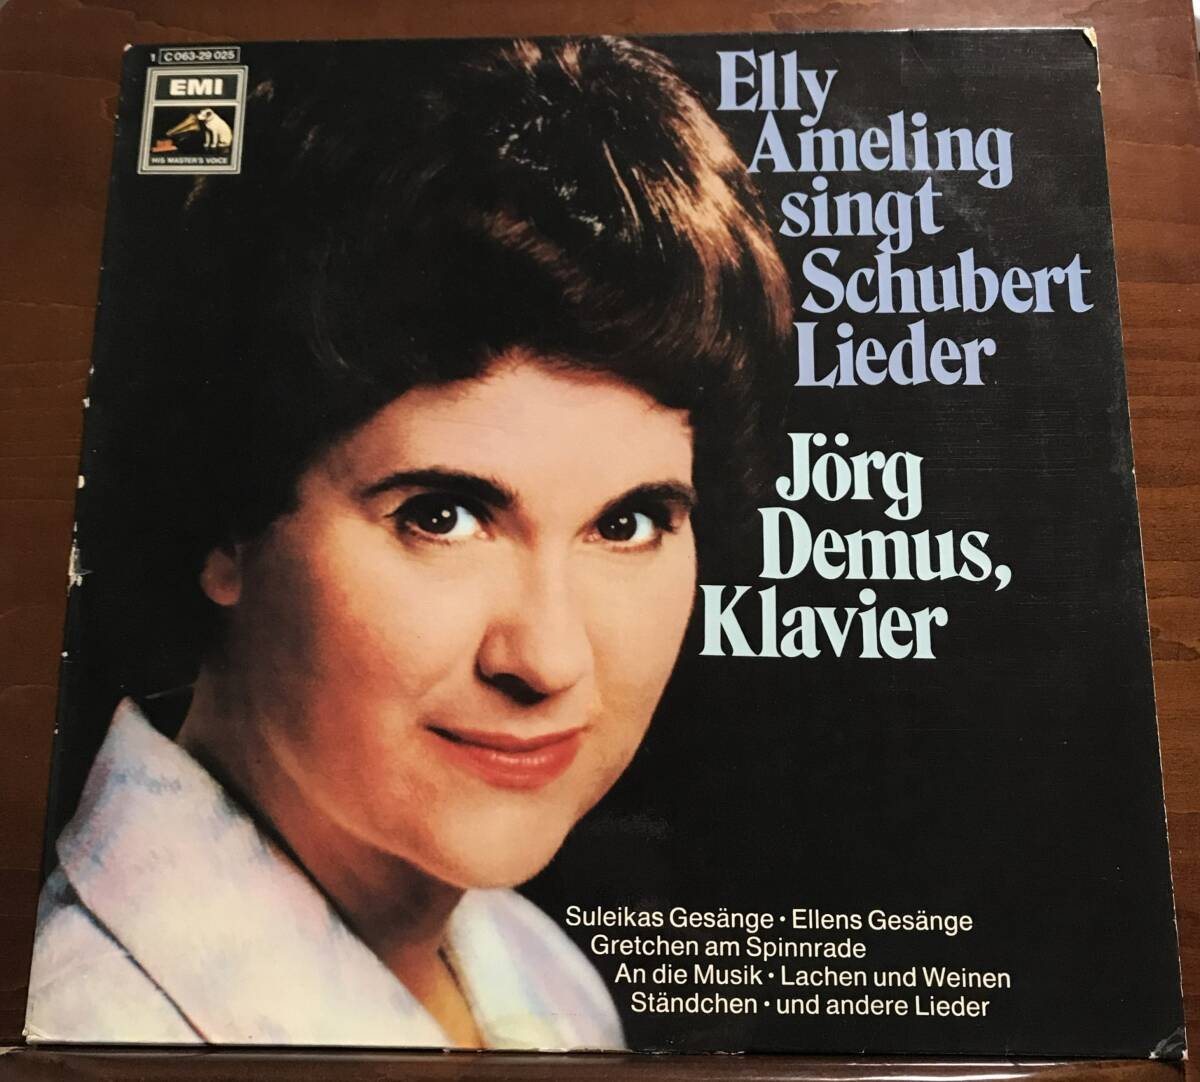 1 C 063-29 025
EMI
HIS MASTER'S VOICE
Elly
Ameling
singt
Schubert
Lieder
Jörg
Demus,
Klavier
Suleikas Gesänge · Ellens Gesänge
Gretchen am Spinnrade
An die Musik · Lachen und Weinen
Ständchen · und andere Lieder